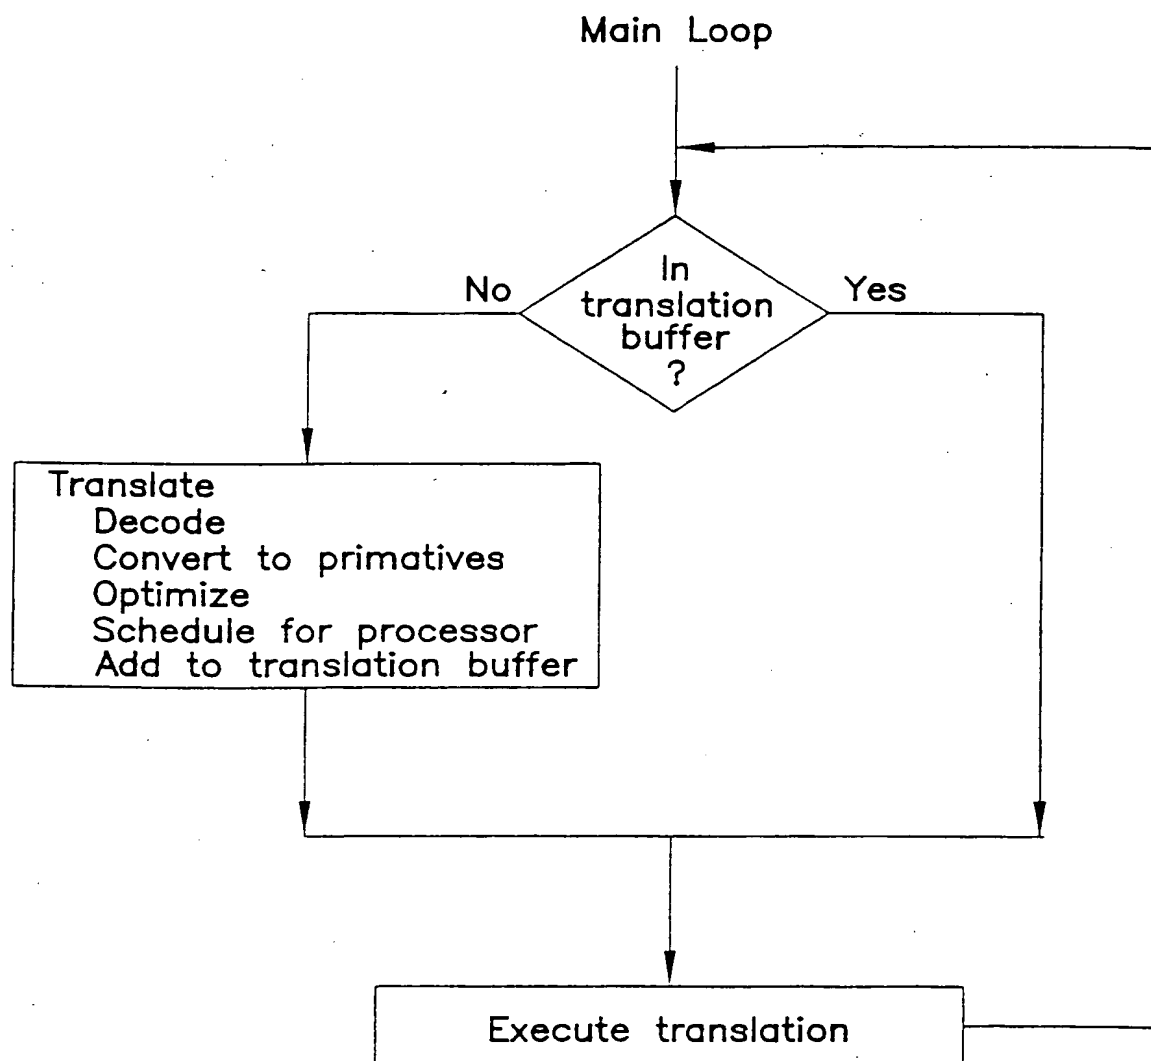 Main Loop
In
translation
buffer
?
No
Yes
Translate
Decode
Convert to primatives
Optimize
Schedule for processor
Add to translation buffer
Execute translation